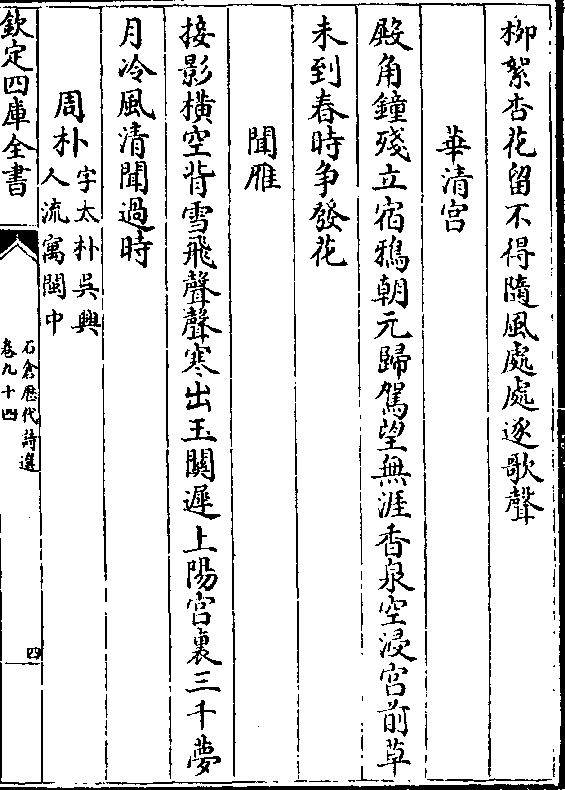 柳絮杏花留不得隨風處處逐歌聲
華清宫
殿角鐘殘立宿鴉朝元歸駕望無涯香泉空浸宫前草
未到春時争發花
聞雁
接影横空背雪飛聲聲寒出玉關遲上陽宫裏三千夢
月冷風清聞過時
周朴字太朴吳興
人流寓閩中
欽定四庫全書
石倉歷代詩選
卷九十四
四